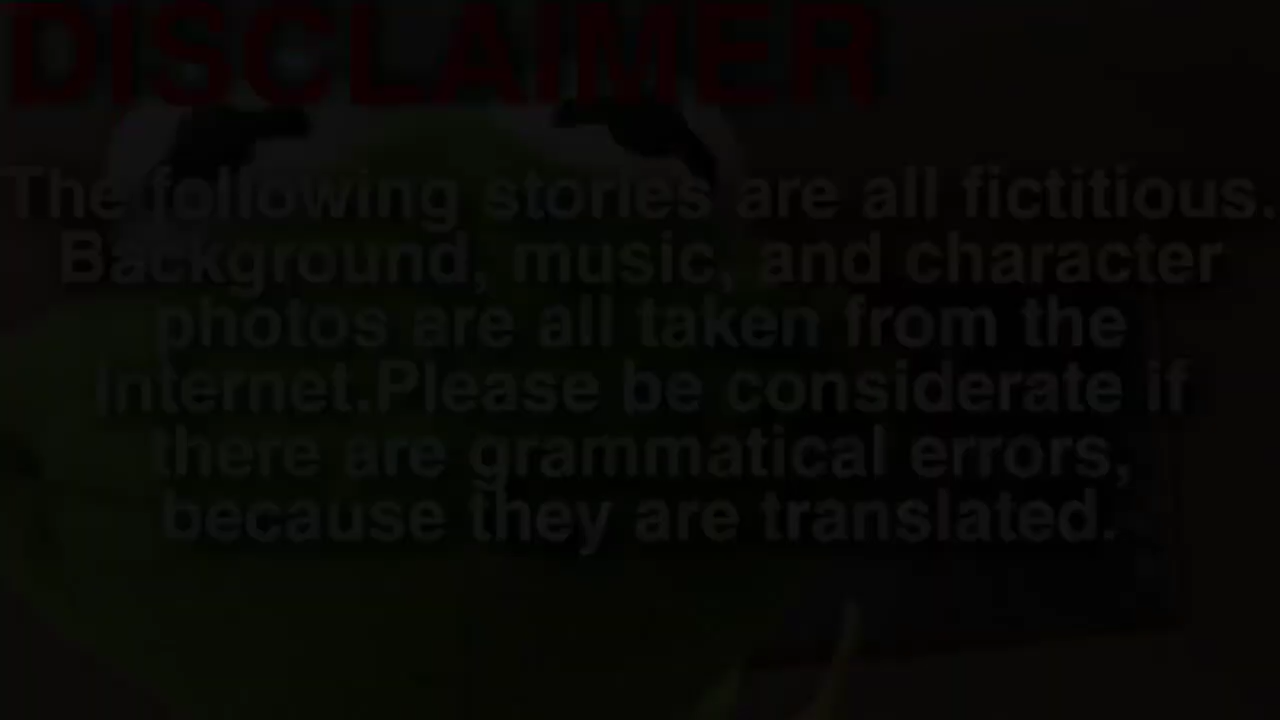 DISCLAIMER
The following stories are all fictitious.
Background, music, and character
photos are all taken from the
internet.Please be considerate if
there are grammatical errors,
because they are translated.